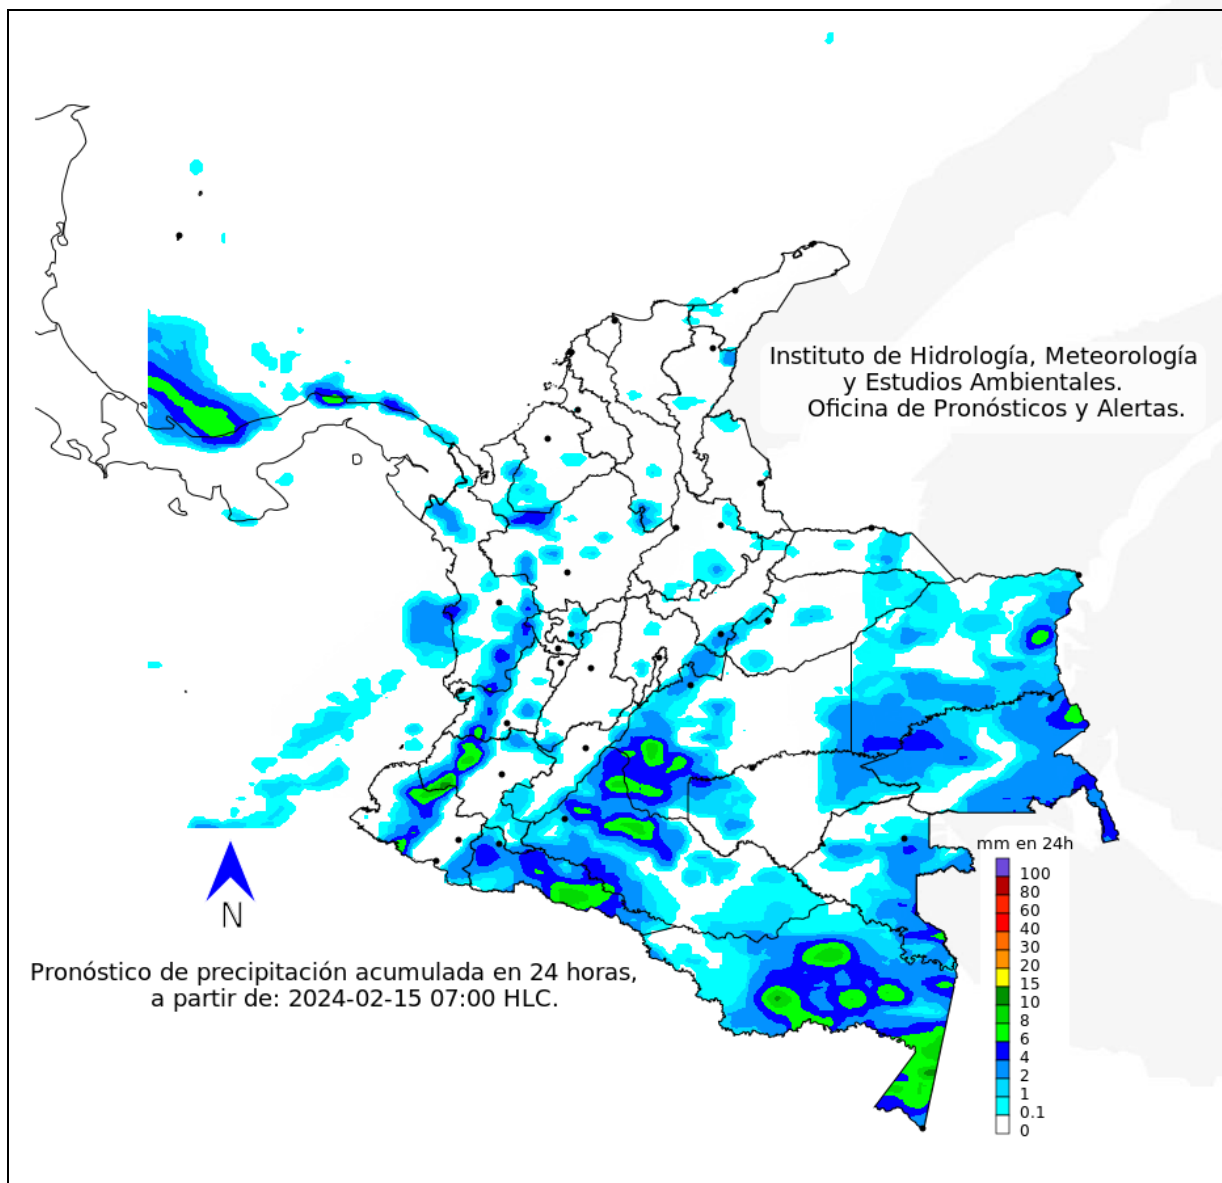 Instituto de Hidrología, Meteorología
y Estudios Ambientales.
Oficina de Pronósticos y Alertas.
mm en 24h
100
80
60
40
30
20
15
10
8
6
4
2
1
0.1
0
N
Pronóstico de precipitación acumulada en 24 horas,
a partir de: 2024-02-15 07:00 HLC.